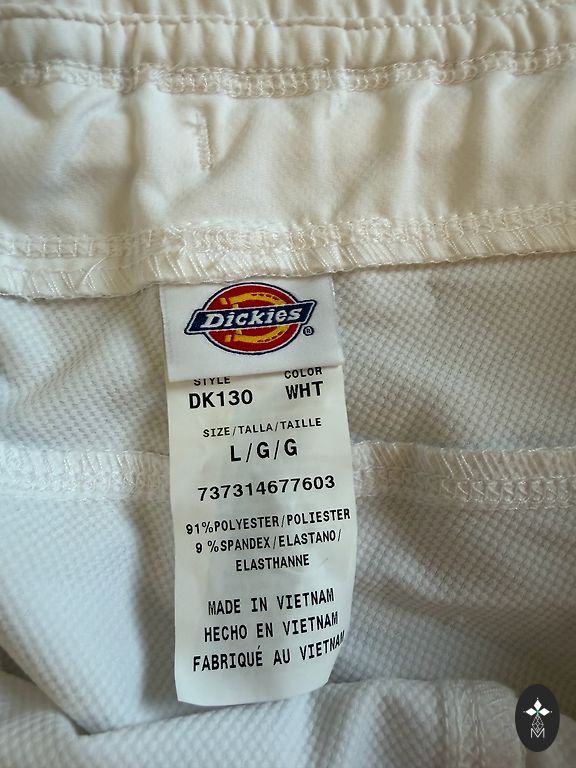 Dickies
®
STYLE COLOR
DK130 WHT
SIZE/TALLA/TAILLE
L/G/G
737314677603
91%POLYESTER/POLIESTER
9 %SPANDEX/ELASTANO/
ELASTHANNE
MADE IN VIETNAM
HECHO EN VIETNAM
FABRIQUÉ AU VIETNAM
M